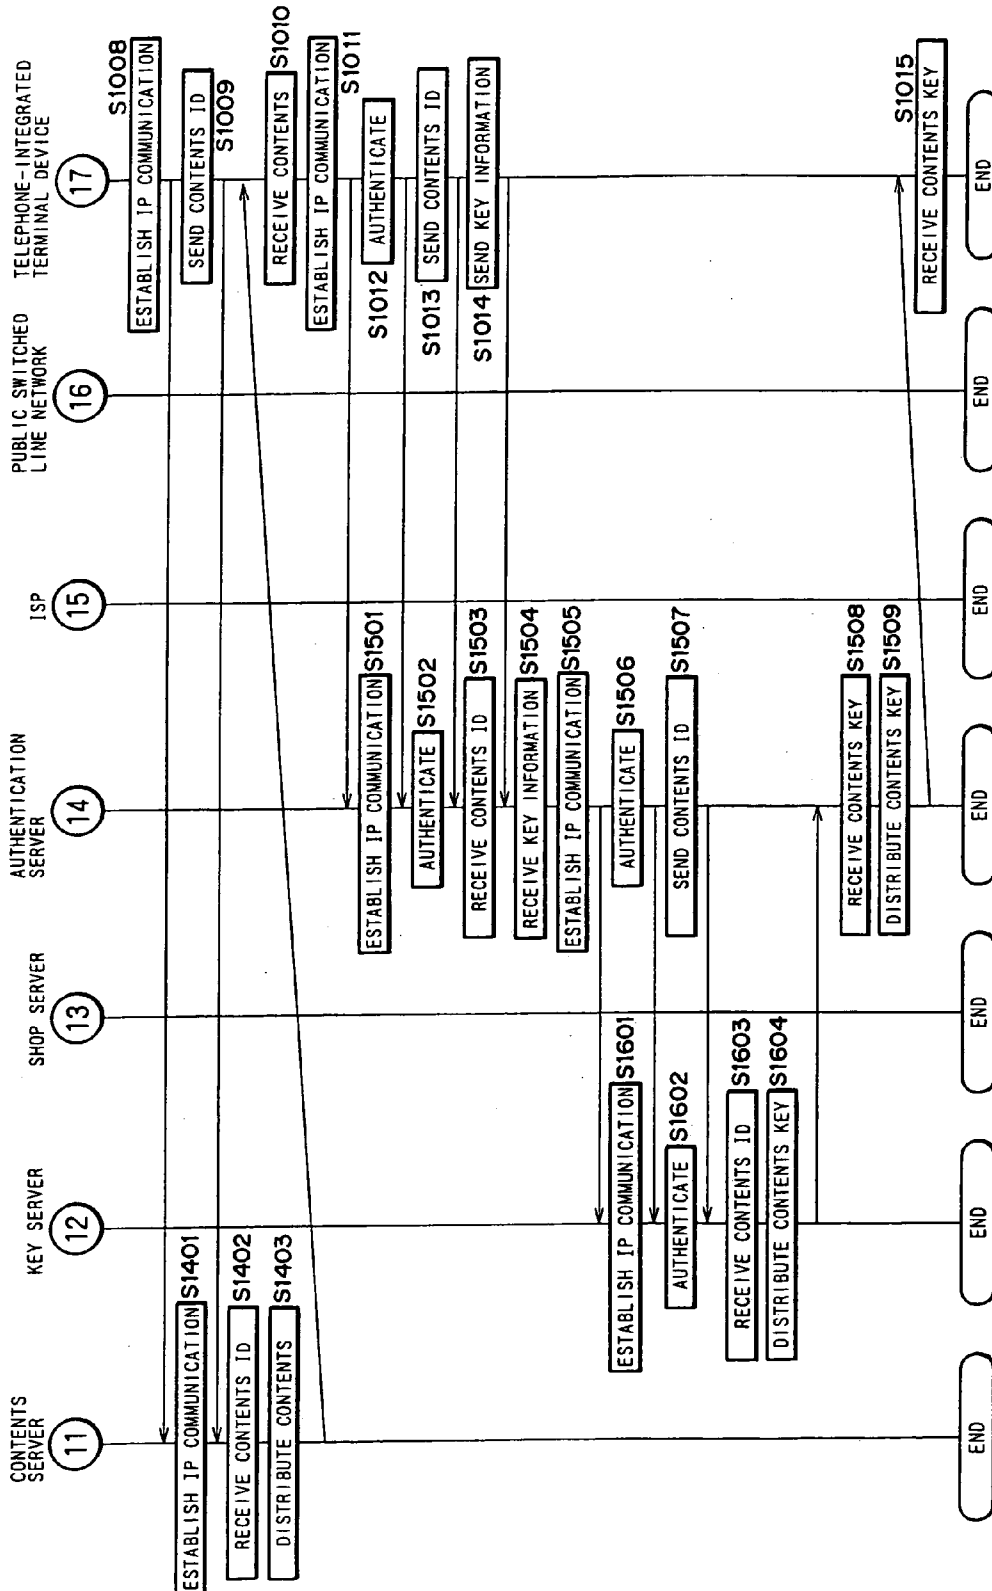 CONTENTS
SERVER
11
ESTABLISH IP COMMUNICATION
S1401
RECEIVE CONTENTS ID
S1402
DISTRIBUTE CONTENTS
S1403
END
KEY SERVER
12
ESTABLISH IP COMMUNICATION
S1601
AUTHENTICATE
S1602
RECEIVE CONTENTS ID
S1603
DISTRIBUTE CONTENTS KEY
S1604
END
SHOP SERVER
13
END
AUTHENTICATION
SERVER
14
ESTABLISH IP COMMUNICATION
S1501
AUTHENTICATE
S1502
RECEIVE CONTENTS ID
S1503
RECEIVE KEY INFORMATION
S1504
ESTABLISH IP COMMUNICATION
S1505
AUTHENTICATE
S1506
SEND CONTENTS ID
S1507
RECEIVE CONTENTS KEY
S1508
DISTRIBUTE CONTENTS KEY
S1509
END
ISP
15
END
PUBLIC SWITCHED
LINE NETWORK
16
END
TELEPHONE-INTEGRATED
TERMINAL DEVICE
17
S1008
ESTABLISH IP COMMUNICATION
SEND CONTENTS ID
S1009
RECEIVE CONTENTS
S1010
ESTABLISH IP COMMUNICATION
S1011
AUTHENTICATE
S1012
SEND CONTENTS ID
S1013
SEND KEY INFORMATION
S1014
S1015
RECEIVE CONTENTS KEY
END